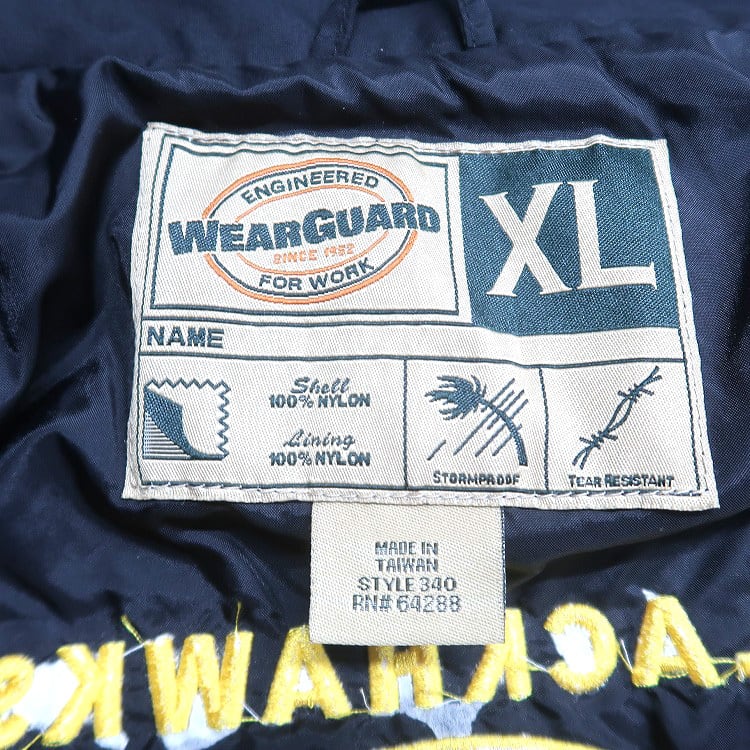 ENGINEERED
WEARGUARD
SINCE 1952
FOR WORK
XL
NAME
Shell
100% NYLON
Lining
100% NYLON
STORMPROOF
TEAR RESISTANT
MADE IN
TAIWAN
STYLE 340
RN# 64288
ACKHAWKS